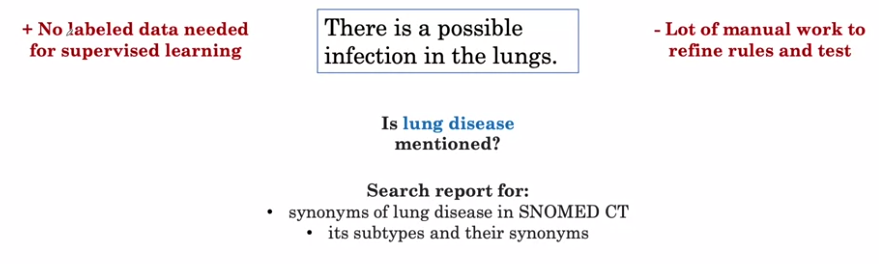 + No labeled data needed
for supervised learning
There is a possible
infection in the lungs.
- Lot of manual work to
refine rules and test
Is lung disease
mentioned?
Search report for:
• synonyms of lung disease in SNOMED CT
• its subtypes and their synonyms